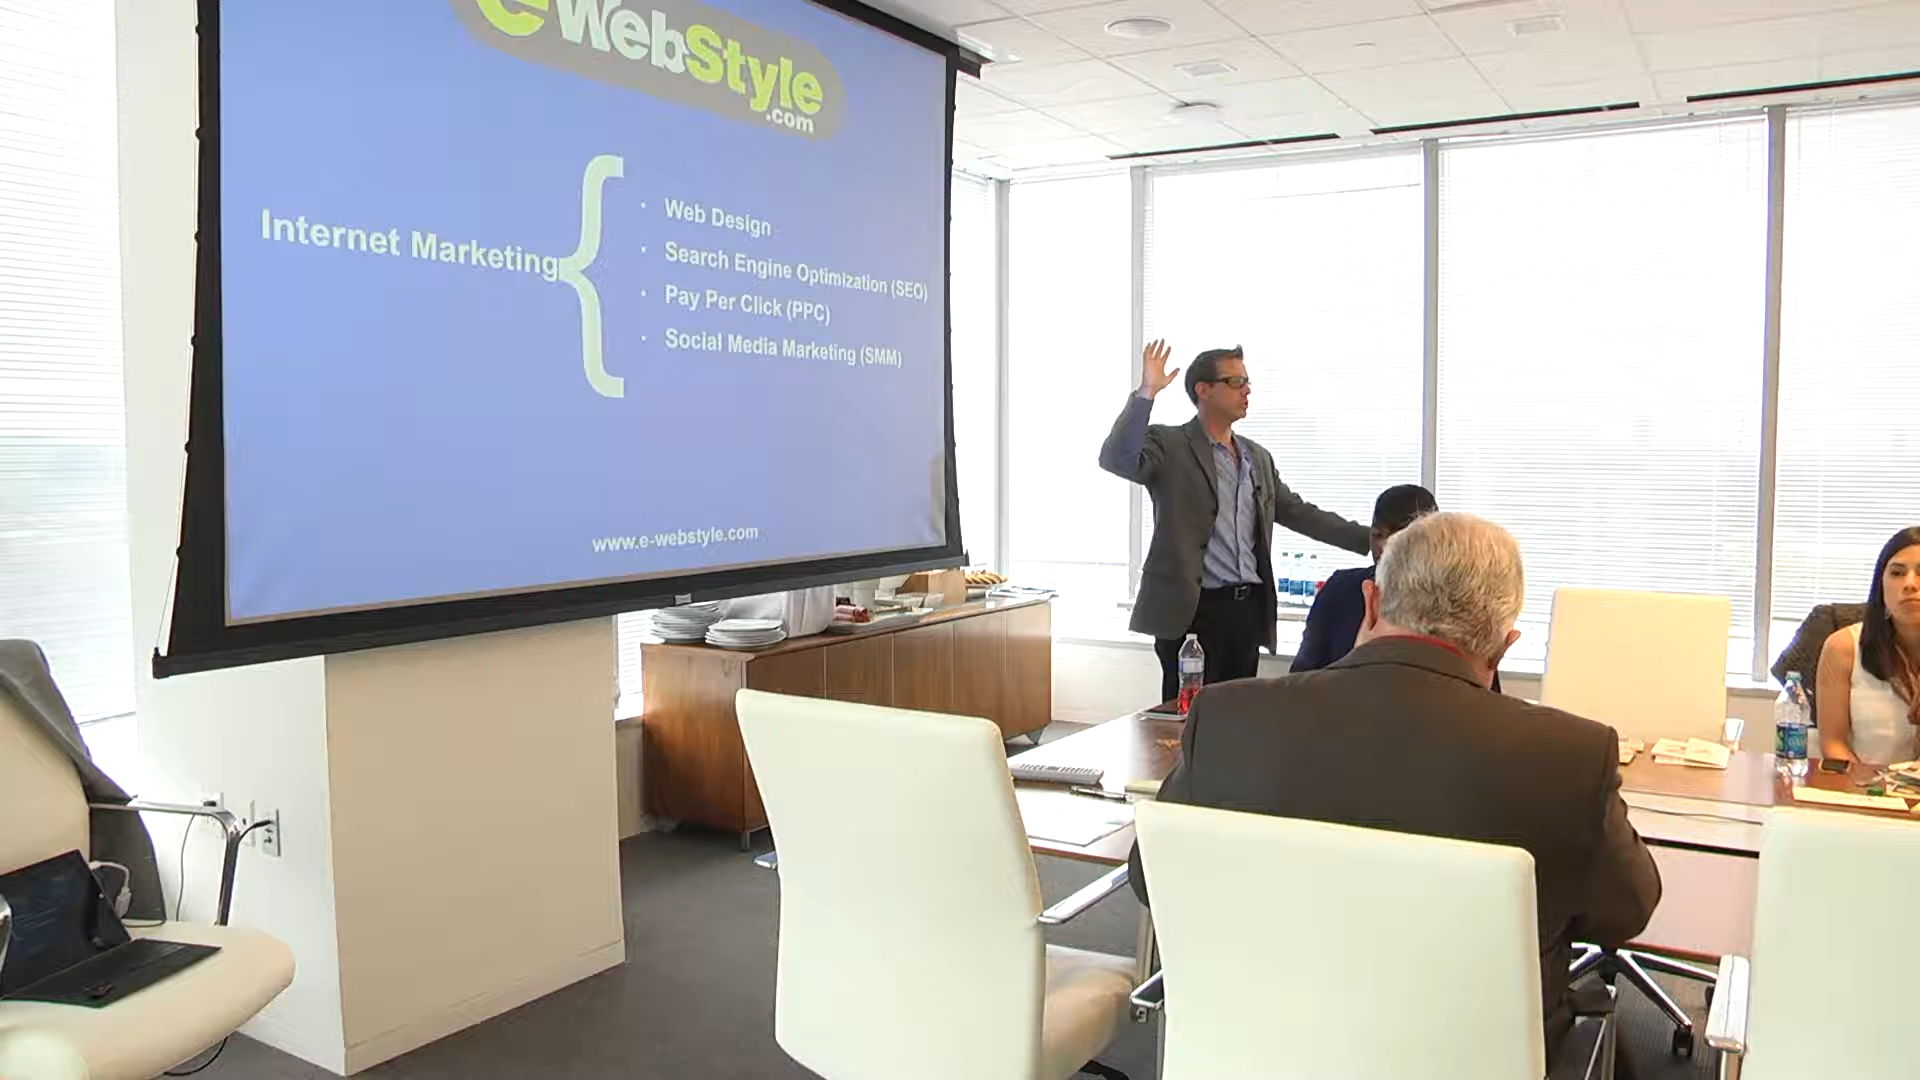 eWebStyle
.com
Internet Marketing
• Web Design
• Search Engine Optimization (SEO)
• Pay Per Click (PPC)
• Social Media Marketing (SMM)
www.e-webstyle.com